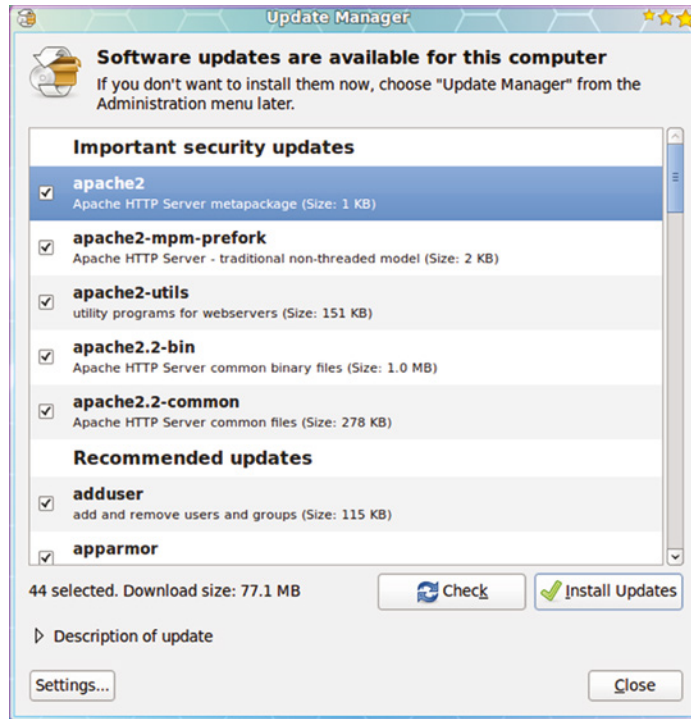 Update Manager
Software updates are available for this computer
If you don't want to install them now, choose "Update Manager" from the
Administration menu later.
Important security updates
apache2
Apache HTTP Server metapackage (Size: 1 KB)
apache2-mpm-prefork
Apache HTTP Server - traditional non-threaded model (Size: 2 KB)
apache2-utils
utility programs for webservers (Size: 151 KB)
apache2.2-bin
Apache HTTP Server common binary files (Size: 1.0 MB)
apache2.2-common
Apache HTTP Server common files (Size: 278 KB)
Recommended updates
adduser
add and remove users and groups (Size: 115 KB)
apparmor
44 selected. Download size: 77.1 MB
Check
Install Updates
Description of update
Settings...
Close